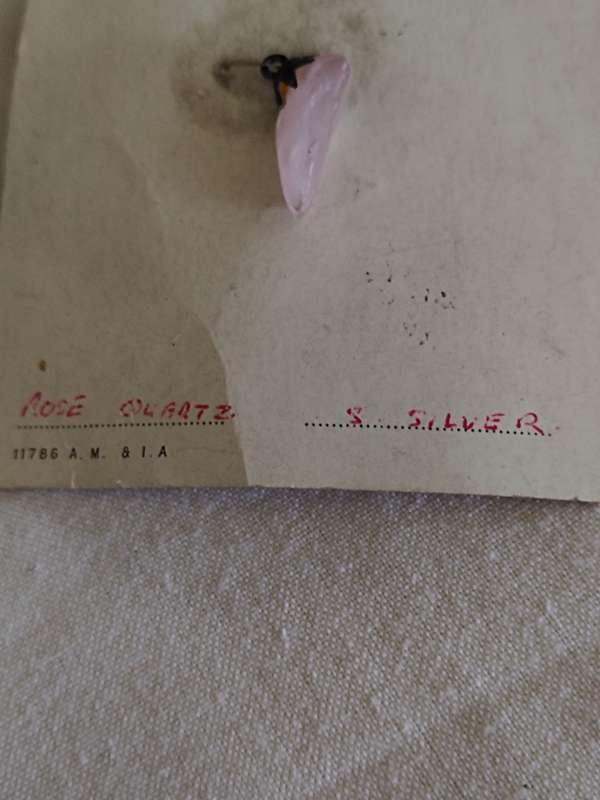 ROSE QUARTZ S. SILVER
11786 A.M. & I.A